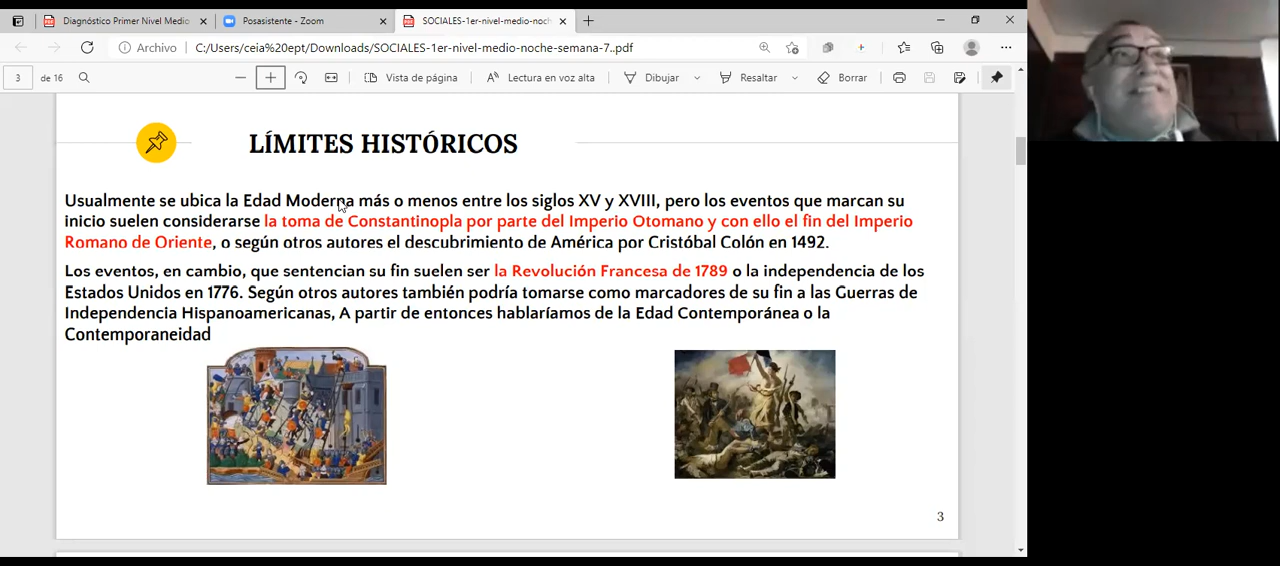 Diagnóstico Primer Nivel Medio
Posasistente - Zoom
SOCIALES-1er-nivel-medio-noch
Archivo
C:/Users/ceia%20ept/Downloads/SOCIALES-1er-nivel-medio-noche-semana-7..pdf
3 de 16
Vista de página
Lectura en voz alta
Dibujar
Resaltar
Borrar
LÍMITES HISTÓRICOS
Usualmente se ubica la Edad Moderna más o menos entre los siglos XV y XVIII, pero los eventos que marcan su
inicio suelen considerarse la toma de Constantinopla por parte del Imperio Otomano y con ello el fin del Imperio
Romano de Oriente, o según otros autores el descubrimiento de América por Cristóbal Colón en 1492.
Los eventos, en cambio, que sentencian su fin suelen ser la Revolución Francesa de 1789 o la independencia de los
Estados Unidos en 1776. Según otros autores también podría tomarse como marcadores de su fin a las Guerras de
Independencia Hispanoamericanas, A partir de entonces hablaríamos de la Edad Contemporánea o la
Contemporaneidad
3